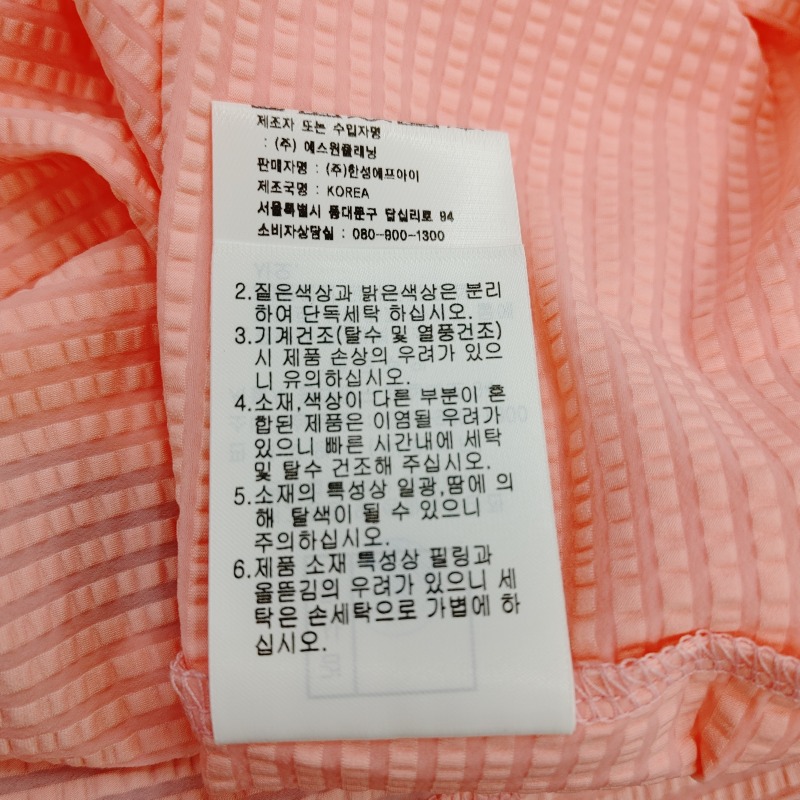 제조자 또는 수입자명
: (주) 에스원플래닝
판매자명 : (주)한성에프아이
제조국명 : KOREA
서울특별시 동대문구 답십리로 94
소비자상담실 : 080-900-1300
2.짙은색상과 밝은색상은 분리
하여 단독세탁 하십시오.
3.기계건조(탈수 및 열풍건조)
시 제품 손상의 우려가 있으
니 유의하십시오.
4.소재,색상이 다른 부분이 혼
합된 제품은 이염될 우려가
있으니 빠른 시간내에 세탁
및 탈수 건조해 주십시오.
5.소재의 특성상 일광,땀에 의
해 탈색이 될 수 있으니
주의하십시오.
6.제품 소재 특성상 필링과
올뜯김의 우려가 있으니 세
탁은 손세탁으로 가볍에 하
십시오.